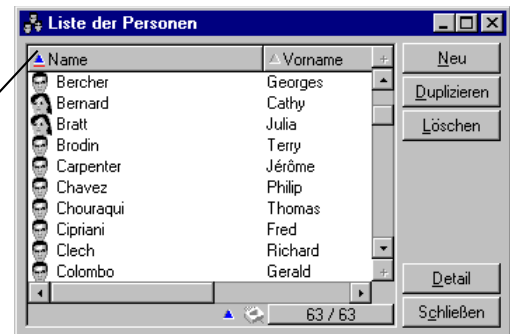 Liste der Personen
Name Vorname
Bercher Georges
Bernard Cathy
Bratt Julia
Brodin Terry
Carpenter Jérôme
Chavez Philip
Chouraqui Thomas
Cipriani Fred
Clech Richard
Colombo Gerald
63 / 63
Neu
Duplizieren
Löschen
Detail
Schließen